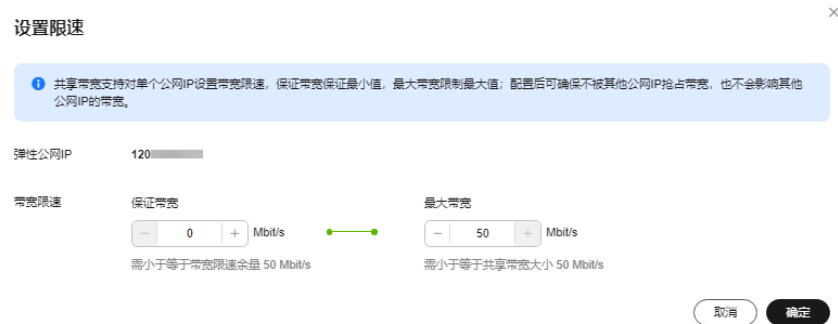 设置限速
共享带宽支持对单个公网IP设置带宽限速，保证带宽保证最小值，最大带宽限制最大值；配置后可确保不被其他公网IP抢占带宽，也不会影响其他
公网IP的带宽。
弹性公网IP 120
带宽限速 保证带宽 最大带宽
0 Mbit/s 50 Mbit/s
需小于等于带宽限速余量 50 Mbit/s 需小于等于共享带宽大小 50 Mbit/s
取消 确定